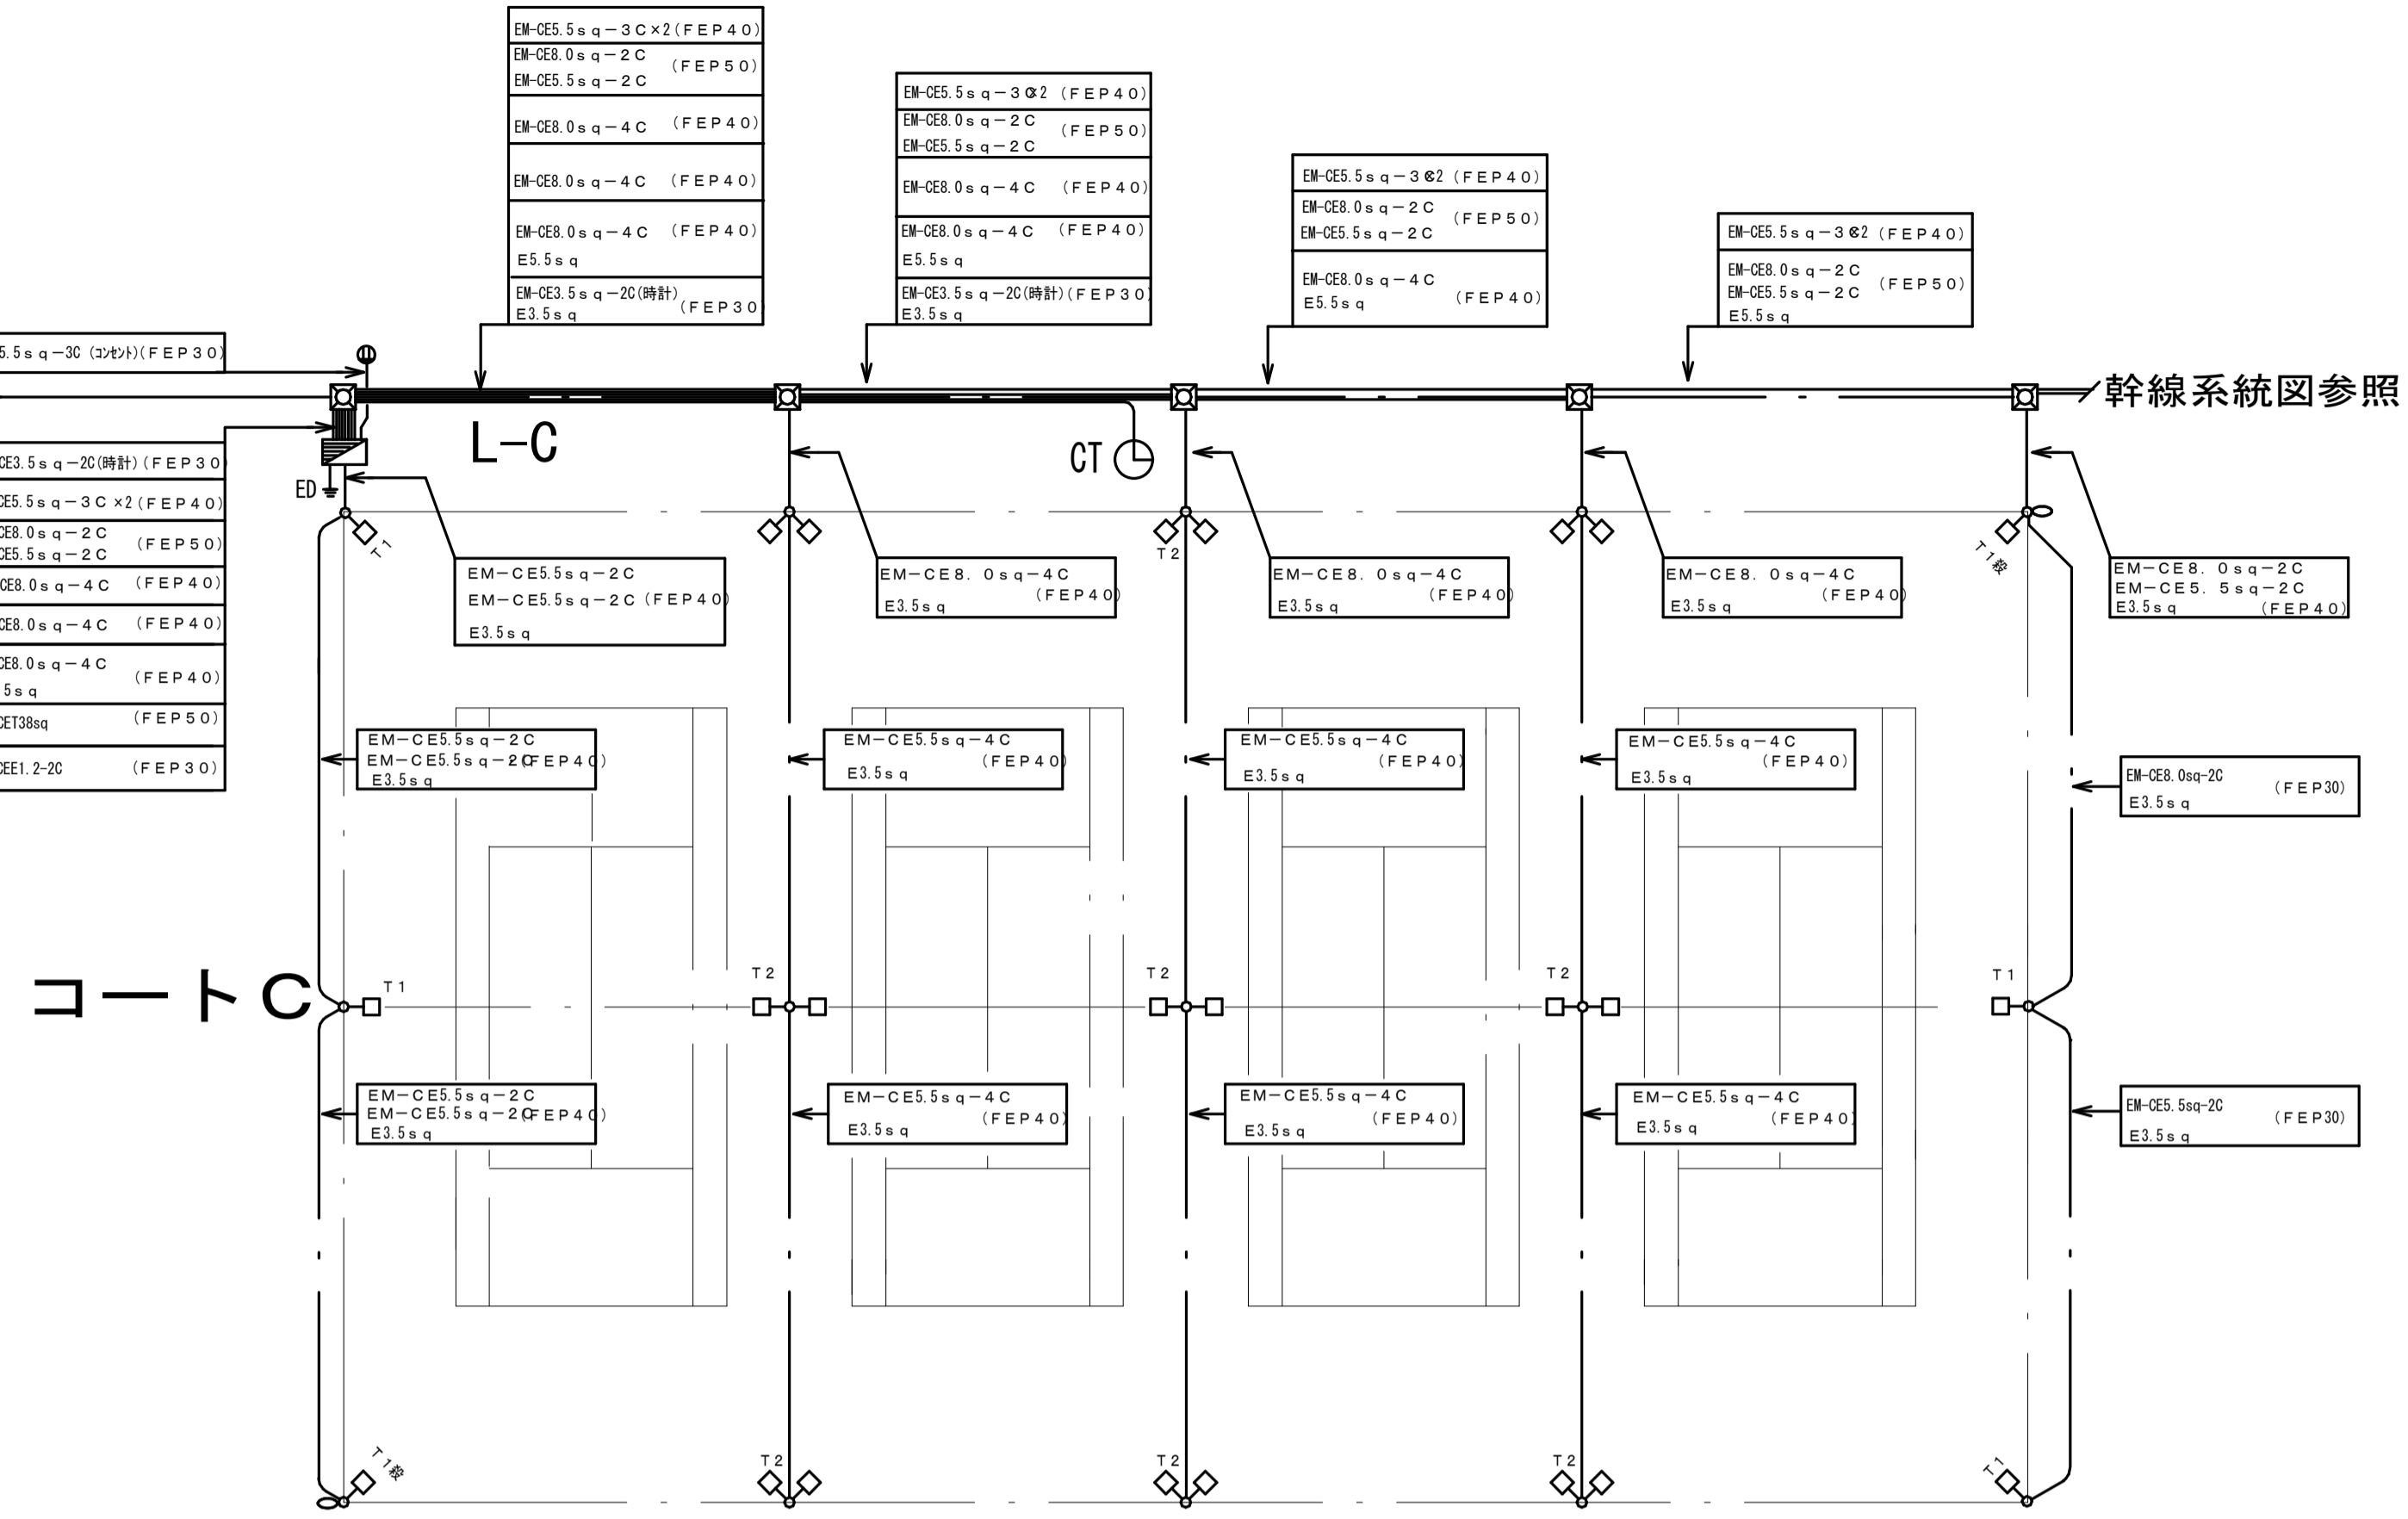 EM-CE5.5sq-3C×2(FEP40)
EM-CE8.0sq-2C
(FEP50)
EM-CE5.5sq-2C
EM-CE8.0sq-4C (FEP40)
EM-CE8.0sq-4C (FEP40)
EM-CE8.0sq-4C (FEP40)
E5.5sq
EM-CE3.5sq-2C(時計)
(FEP30)
E3.5sq
EM-CE5.5sq-3C×2 (FEP40)
EM-CE8.0sq-2C
(FEP50)
EM-CE5.5sq-2C
EM-CE8.0sq-4C (FEP40)
EM-CE8.0sq-4C (FEP40)
E5.5sq
EM-CE3.5sq-2C(時計)(FEP30)
E3.5sq
EM-CE5.5sq-3C×2 (FEP40)
EM-CE8.0sq-2C
(FEP50)
EM-CE5.5sq-2C
EM-CE8.0sq-4C
E5.5sq (FEP40)
EM-CE5.5sq-3C×2 (FEP40)
EM-CE8.0sq-2C
(FEP50)
EM-CE5.5sq-2C
E5.5sq
5.5sq-3C (コンセント)(FEP30)
幹線系統図参照
L-C
CT
ED
CE3.5sq-2C(時計)(FEP30)
CE5.5sq-3C×2(FEP40)
CE8.0sq-2C
(FEP50)
CE5.5sq-2C
CE8.0sq-4C (FEP40)
CE8.0sq-4C (FEP40)
CE8.0sq-4C
(FEP40)
5sq
CET38sq (FEP50)
CEE1.2-2C (FEP30)
T1
T2
T1殺
EM-CE5.5sq-2C
EM-CE5.5sq-2C(FEP40)
E3.5sq
EM-CE8.0sq-4C
(FEP40)
E3.5sq
EM-CE8.0sq-4C
(FEP40)
E3.5sq
EM-CE8.0sq-4C
(FEP40)
E3.5sq
EM-CE8.0sq-2C
EM-CE5.5sq-2C
E3.5sq (FEP40)
EM-CE5.5sq-2C
EM-CE5.5sq-2C(FEP40)
E3.5sq
EM-CE5.5sq-4C
(FEP40)
E3.5sq
EM-CE5.5sq-4C
(FEP40)
E3.5sq
EM-CE5.5sq-4C
(FEP40)
E3.5sq
EM-CE8.0sq-2C
(FEP30)
E3.5sq
コートC
T1
T2
T2
T2
T1
EM-CE5.5sq-2C
EM-CE5.5sq-2C(FEP40)
E3.5sq
EM-CE5.5sq-4C
(FEP40)
E3.5sq
EM-CE5.5sq-4C
(FEP40)
E3.5sq
EM-CE5.5sq-4C
(FEP40)
E3.5sq
EM-CE5.5sq-2C
(FEP30)
E3.5sq
T1殺
T2
T2
T2
T1